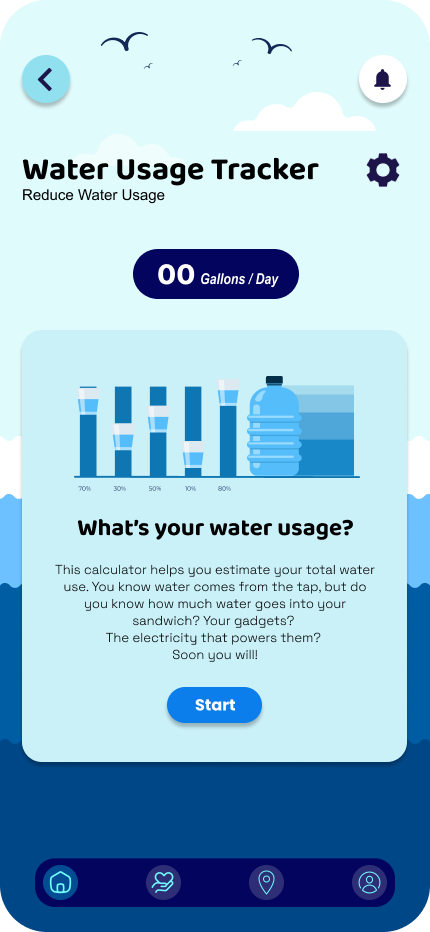 Water Usage Tracker
Reduce Water Usage
00 Gallons / Day
70% 30% 50% 10% 80%
What's your water usage?
This calculator helps you estimate your total water
use. You know water comes from the tap, but do
you know how much water goes into your
sandwich? Your gadgets?
The electricity that powers them?
Soon you will!
Start